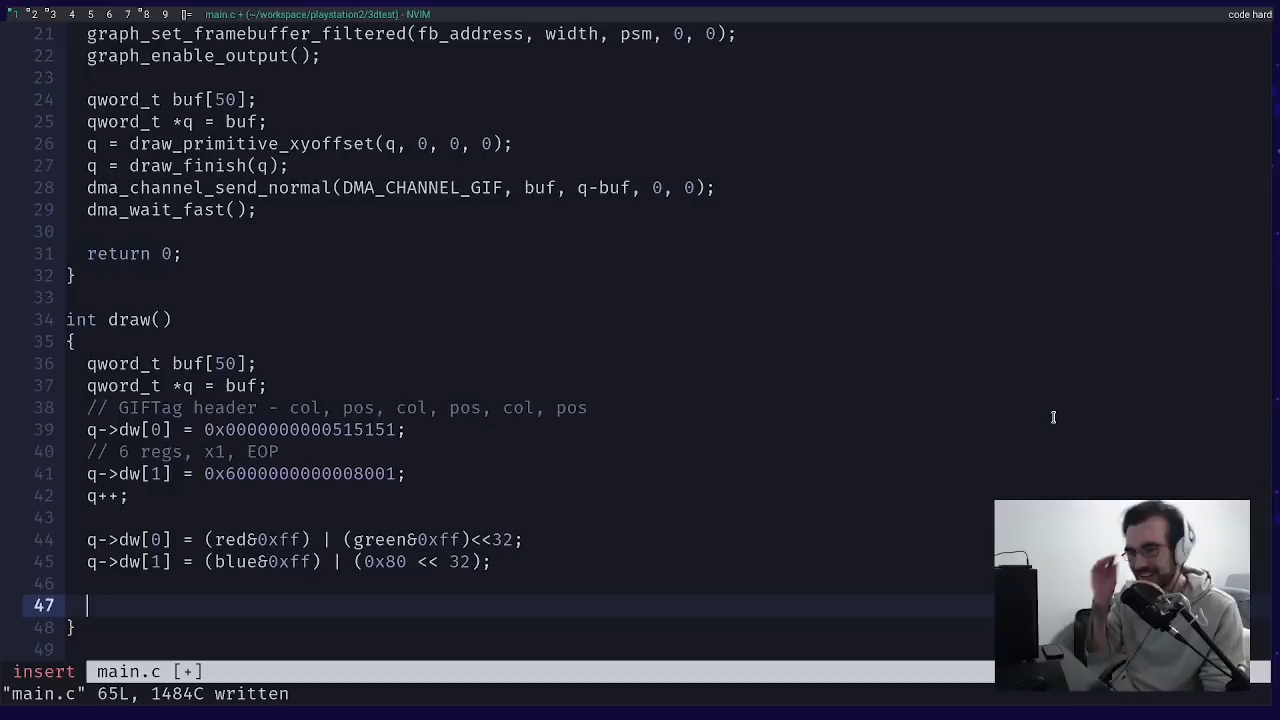 1 2 3 4 5 6 7 8 9 []= main.c + (~/workspace/playstation2/3dtest) - NVIM code hard
21 graph_set_framebuffer_filtered(fb_address, width, psm, 0, 0);
22 graph_enable_output();
23
24 qword_t buf[50];
25 qword_t *q = buf;
26 q = draw_primitive_xyoffset(q, 0, 0, 0);
27 q = draw_finish(q);
28 dma_channel_send_normal(DMA_CHANNEL_GIF, buf, q-buf, 0, 0);
29 dma_wait_fast();
30
31 return 0;
32 }
33
34 int draw()
35 {
36 qword_t buf[50];
37 qword_t *q = buf;
38 // GIFTag header - col, pos, col, pos, col, pos
39 q->dw[0] = 0x0000000000515151;
40 // 6 regs, x1, EOP
41 q->dw[1] = 0x6000000000008001;
42 q++;
43
44 q->dw[0] = (red&0xff) | (green&0xff)<<32;
45 q->dw[1] = (blue&0xff) | (0x80 << 32);
46
47
48 }
49
insert main.c [+]
"main.c" 65L, 1484C written